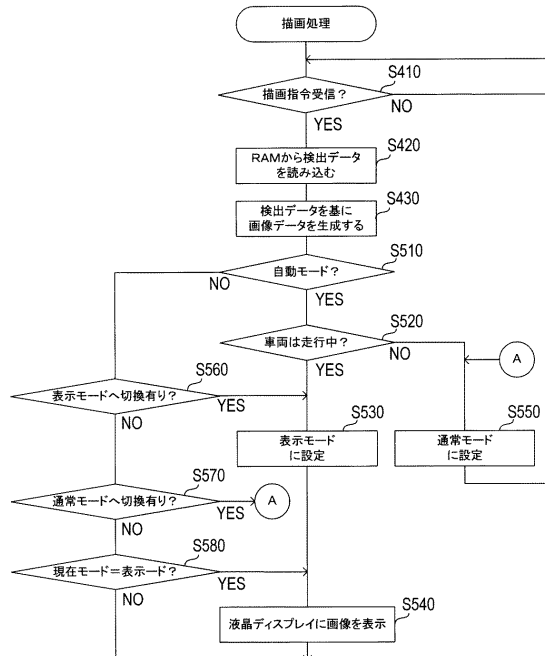 描画処理
S410
描画指令受信？
NO
YES
S420
RAMから検出データ
を読み込む
S430
検出データを基に
画像データを生成する
S510
自動モード？
NO
YES
S520
車両は走行中？
NO
YES
A
S560
表示モードへ切換有り？
YES
NO
S530
表示モード
に設定
S550
通常モード
に設定
S570
通常モードへ切換有り？
YES
A
NO
S580
現在モード＝表示ード？
YES
NO
S540
液晶ディスプレイに画像を表示